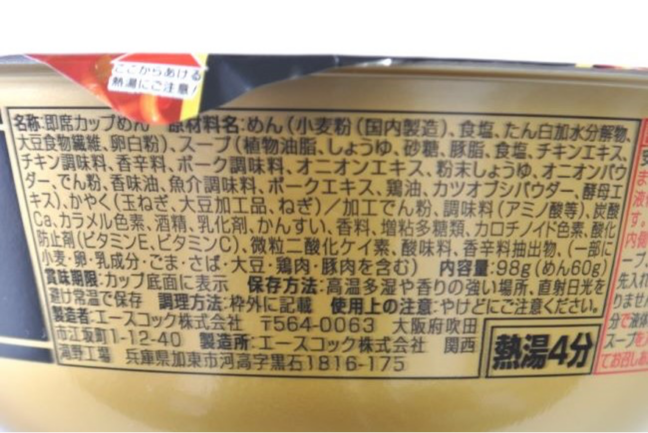 ここからあける
熱湯にご注意!
名称:即席カップめん 原材料名:めん(小麦粉(国内製造)、食塩、たん白加水分解物、
大豆食物繊維、卵白粉)、スープ(植物油脂、しょうゆ、砂糖、豚脂、食塩、チキンエキス、
チキン調味料、香辛料、ポーク調味料、オニオンエキス、粉末しょうゆ、オニオンパウ
ダー、でん粉、香味油、魚介調味料、ポークエキス、鶏油、カツオブシパウダー、酵母エ
キス)、かやく(玉ねぎ、大豆加工品、ねぎ)/加工でん粉、調味料(アミノ酸等)、炭酸
Ca、カラメル色素、酒精、乳化剤、かんすい、香料、増粘多糖類、カロチノイド色素、酸化
防止剤(ビタミンE、ビタミンC)、微粒二酸化ケイ素、酸味料、香辛料抽出物、(一部に
小麦・卵・乳成分・ごま・さば・大豆・鶏肉・豚肉を含む) 内容量:98g(めん60g)
賞味期限:カップ底面に表示 保存方法:高温多湿や香りの強い場所、直射日光を
避け常温で保存 調理方法:枠外に記載 使用上の注意:やけどにご注意ください。
製造者:エースコック株式会社 〒564-0063 大阪府吹田
市江坂町1-12-40 製造所:エースコック株式会社 関西
滝野工場 兵庫県加東市河高字黒石1816-175
熱湯4分